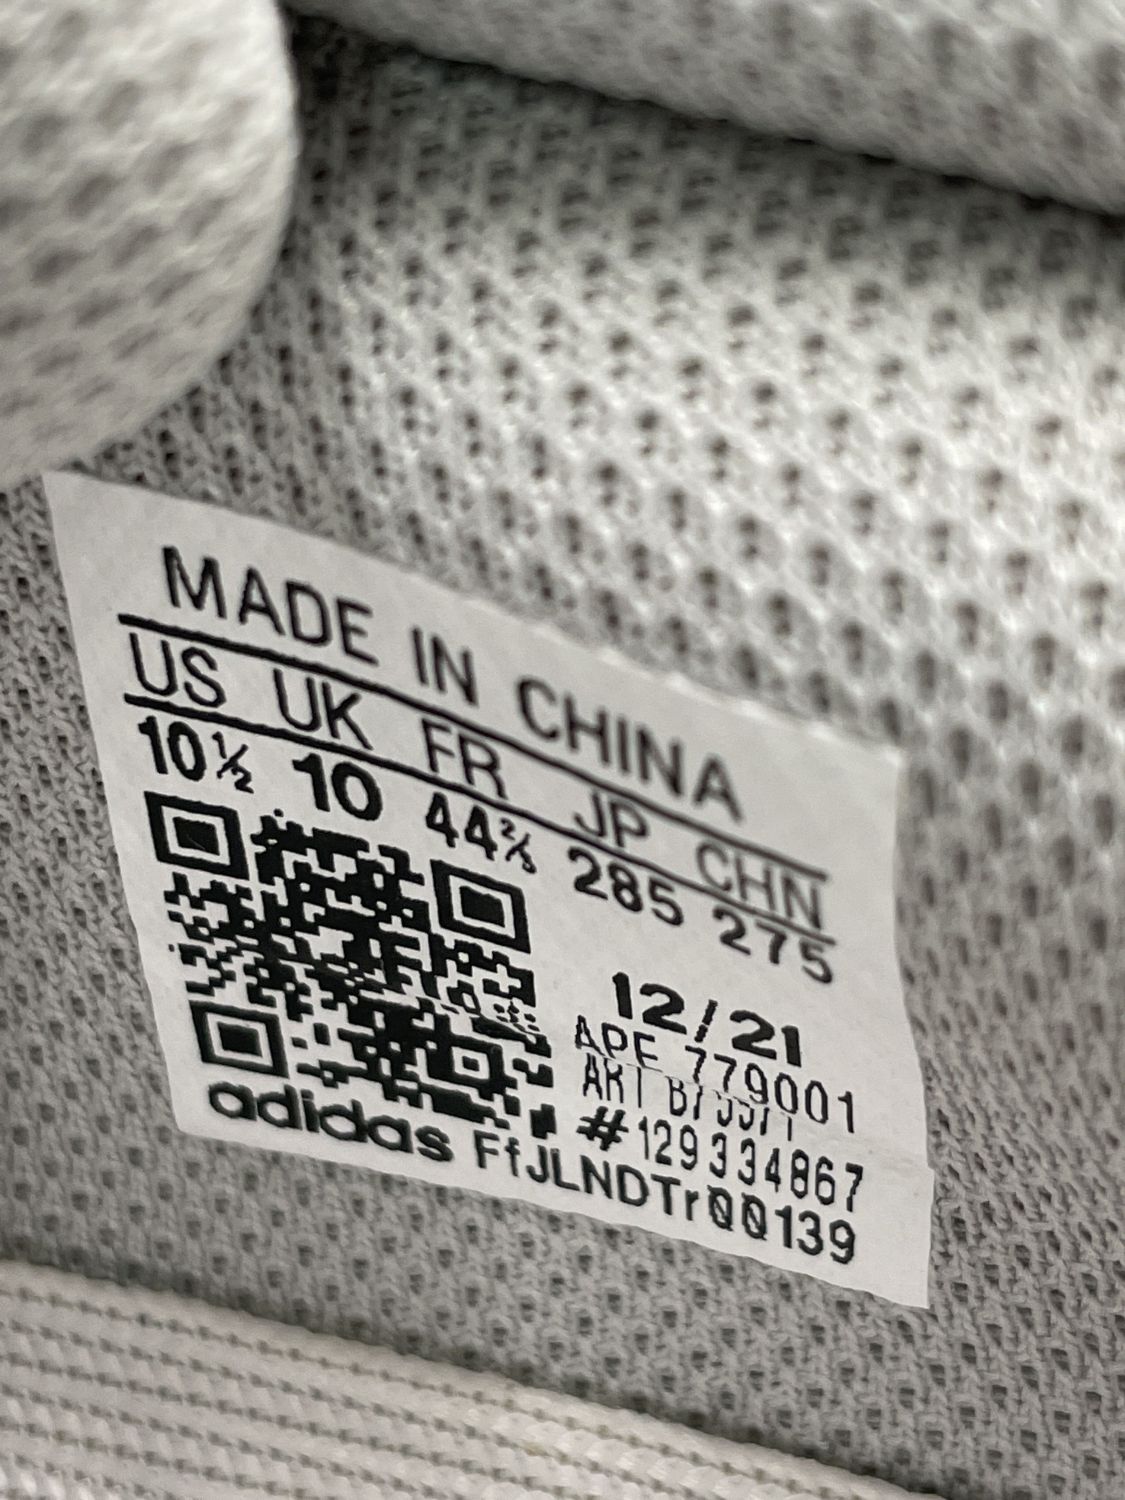 MADE IN CHINA
US UK FR JP CHN
10½ 10 44⅔ 285 275
12/21
APE 779001
ART
#129334867
adidas FfJLNDTr00139